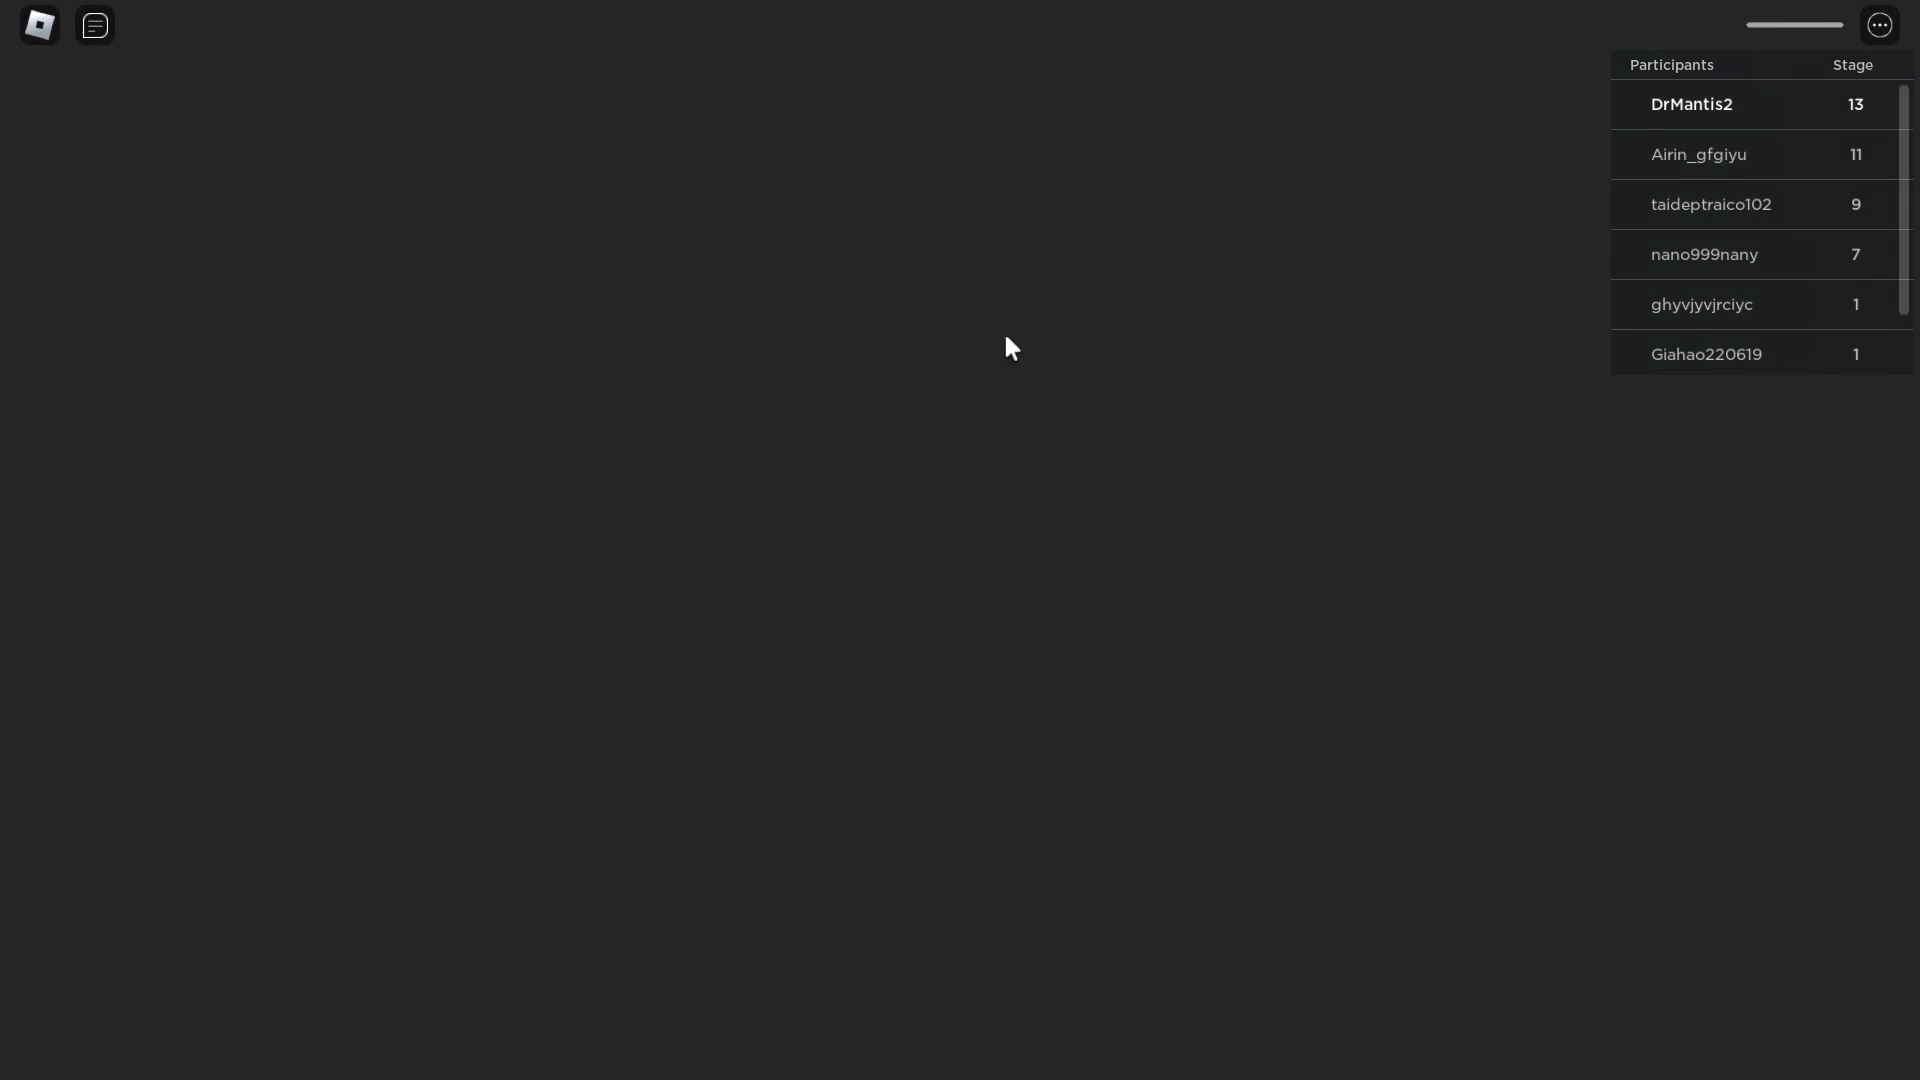 Participants Stage
DrMantis2 13
Airin_gfgiyu 11
taideptraico102 9
nano999nany 7
ghyvjyvjrciyc 1
Giahao220619 1